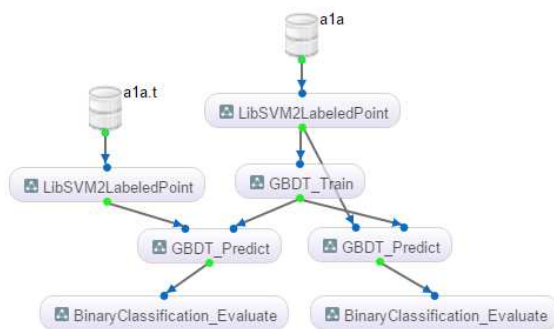 a1a
a1a.t
LibSVM2LabeledPoint
LibSVM2LabeledPoint
GBDT_Train
GBDT_Predict
GBDT_Predict
BinaryClassification_Evaluate
BinaryClassification_Evaluate